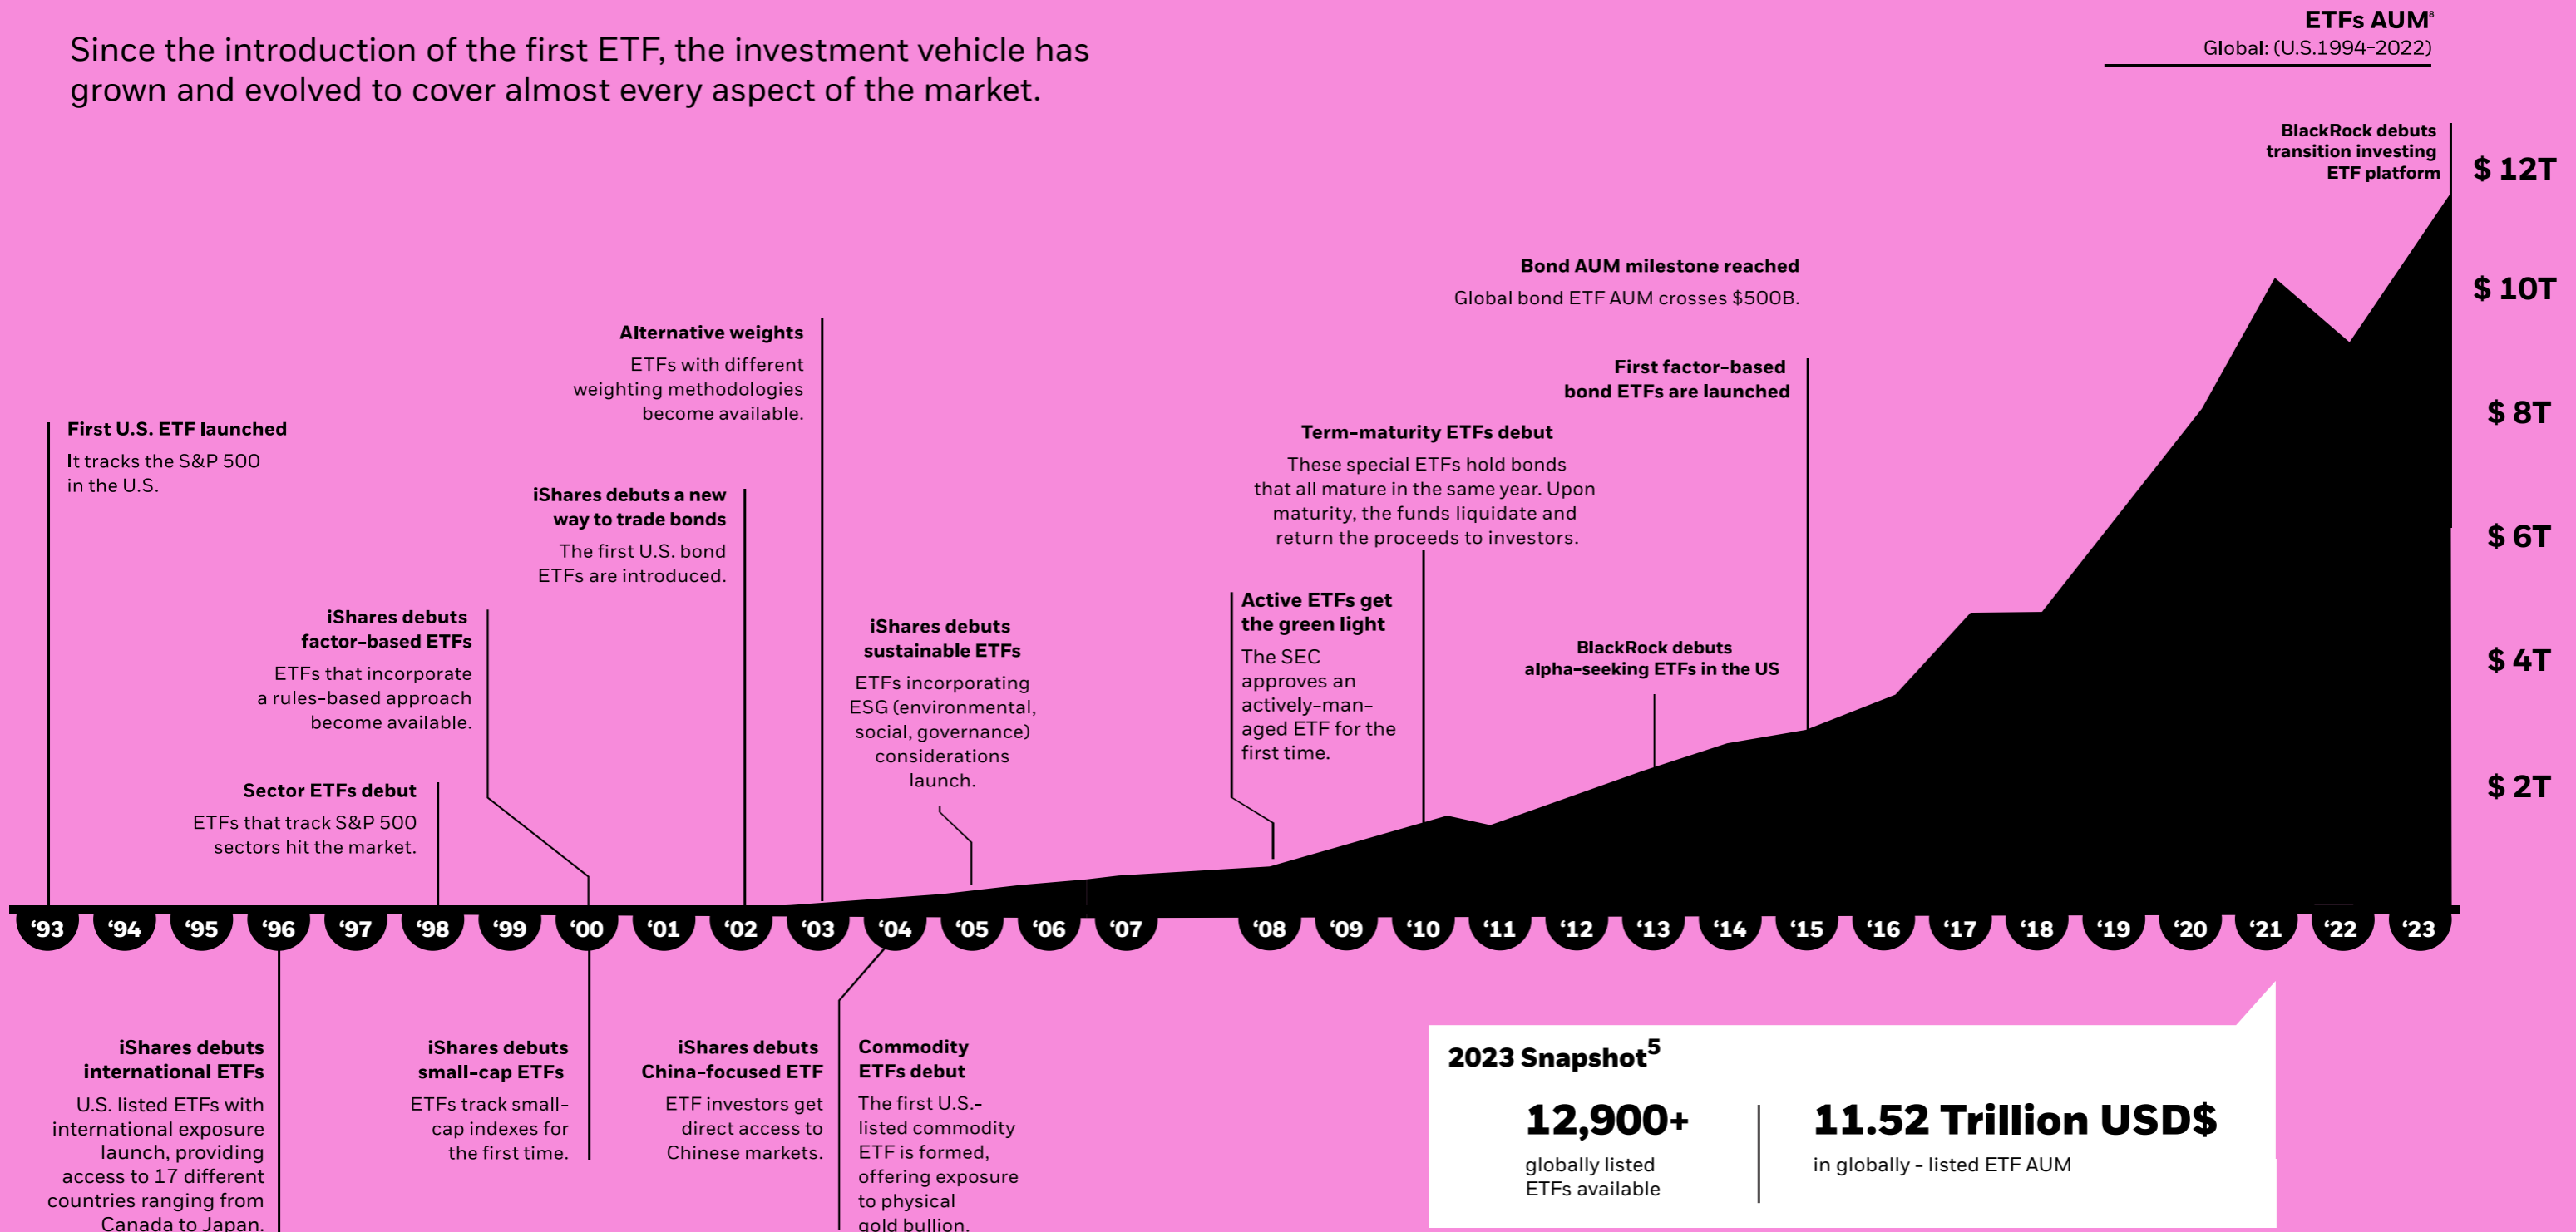 Since the introduction of the first ETF, the investment vehicle has
grown and evolved to cover almost every aspect of the market.
ETFs AUM⁸
Global: (U.S.1994-2022)
BlackRock debuts
transition investing
ETF platform
$ 12T
$ 10T
$ 8T
$ 6T
$ 4T
$ 2T
First U.S. ETF launched
It tracks the S&P 500
in the U.S.
Sector ETFs debut
ETFs that track S&P 500
sectors hit the market.
iShares debuts
factor-based ETFs
ETFs that incorporate
a rules-based approach
become available.
iShares debuts a new
way to trade bonds
The first U.S. bond
ETFs are introduced.
Alternative weights
ETFs with different
weighting methodologies
become available.
iShares debuts
sustainable ETFs
ETFs incorporating
ESG (environmental,
social, governance)
considerations
launch.
Active ETFs get
the green light
The SEC
approves an
actively-man-
aged ETF for the
first time.
Term-maturity ETFs debut
These special ETFs hold bonds
that all mature in the same year. Upon
maturity, the funds liquidate and
return the proceeds to investors.
BlackRock debuts
alpha-seeking ETFs in the US
First factor-based
bond ETFs are launched
Bond AUM milestone reached
Global bond ETF AUM crosses $500B.
‘93 ‘94 ‘95 ‘96 ‘97 ‘98 ‘99 ‘00 ‘01 ‘02 ‘03 ‘04 ‘05 ‘06 ‘07 ‘08 ‘09 ‘10 ‘11 ‘12 ‘13 ‘14 ‘15 ‘16 ‘17 ‘18 ‘19 ‘20 ‘21 ‘22 ‘23
iShares debuts
international ETFs
U.S. listed ETFs with
international exposure
launch, providing
access to 17 different
countries ranging from
Canada to Japan.
iShares debuts
small-cap ETFs
ETFs track small-
cap indexes for
the first time.
iShares debuts
China-focused ETF
ETF investors get
direct access to
Chinese markets.
Commodity
ETFs debut
The first U.S.-
listed commodity
ETF is formed,
offering exposure
to physical
gold bullion.
2023 Snapshot⁵
12,900+
globally listed
ETFs available
11.52 Trillion USD$
in globally - listed ETF AUM